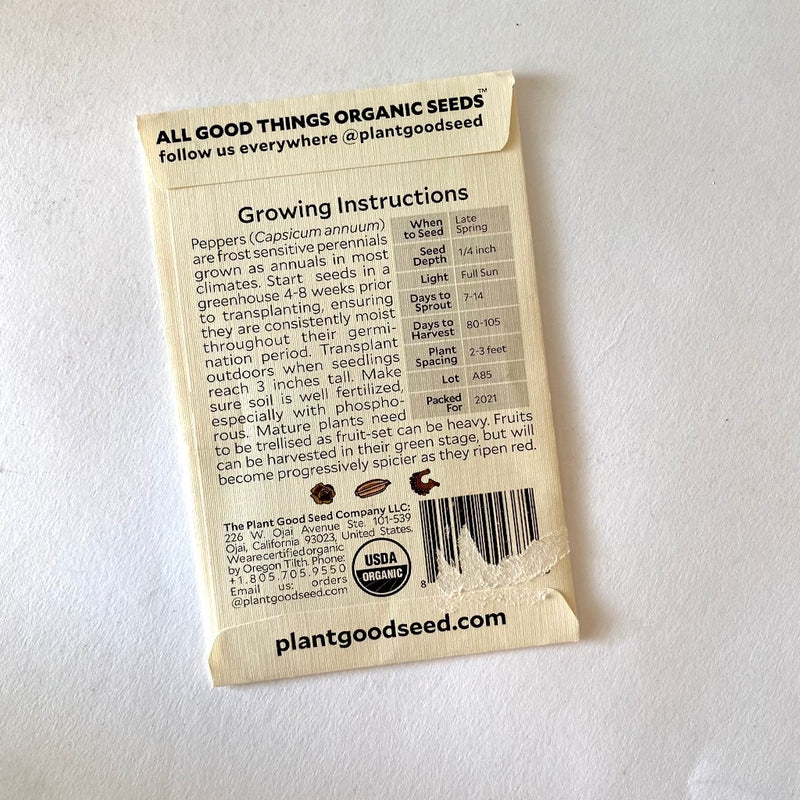 ALL GOOD THINGS ORGANIC SEEDS™
follow us everywhere @plantgoodseed
Growing Instructions
Peppers (Capsicum annuum)
are frost sensitive perennials
grown as annuals in most
climates. Start seeds in a
greenhouse 4-8 weeks prior
to transplanting, ensuring
they are consistently moist
throughout their germi-
nation period. Transplant
outdoors when seedlings
reach 3 inches tall. Make
sure soil is well fertilized,
especially with phospho-
rous. Mature plants need
to be trellised as fruit-set can be heavy. Fruits
can be harvested in their green stage, but will
become progressively spicier as they ripen red.
When to Seed Late Spring
Seed Depth 1/4 inch
Light Full Sun
Days to Sprout 7-14
Days to Harvest 80-105
Plant Spacing 2-3 feet
Lot A85
Packed For 2021
The Plant Good Seed Company LLC:
226 W. Ojai Avenue Ste. 101-539
Ojai, California 93023, United States.
We are certified organic
by Oregon Tilth. Phone:
+1.805.705.9550
Email us: orders
@plantgoodseed.com
USDA
ORGANIC
8
plantgoodseed.com